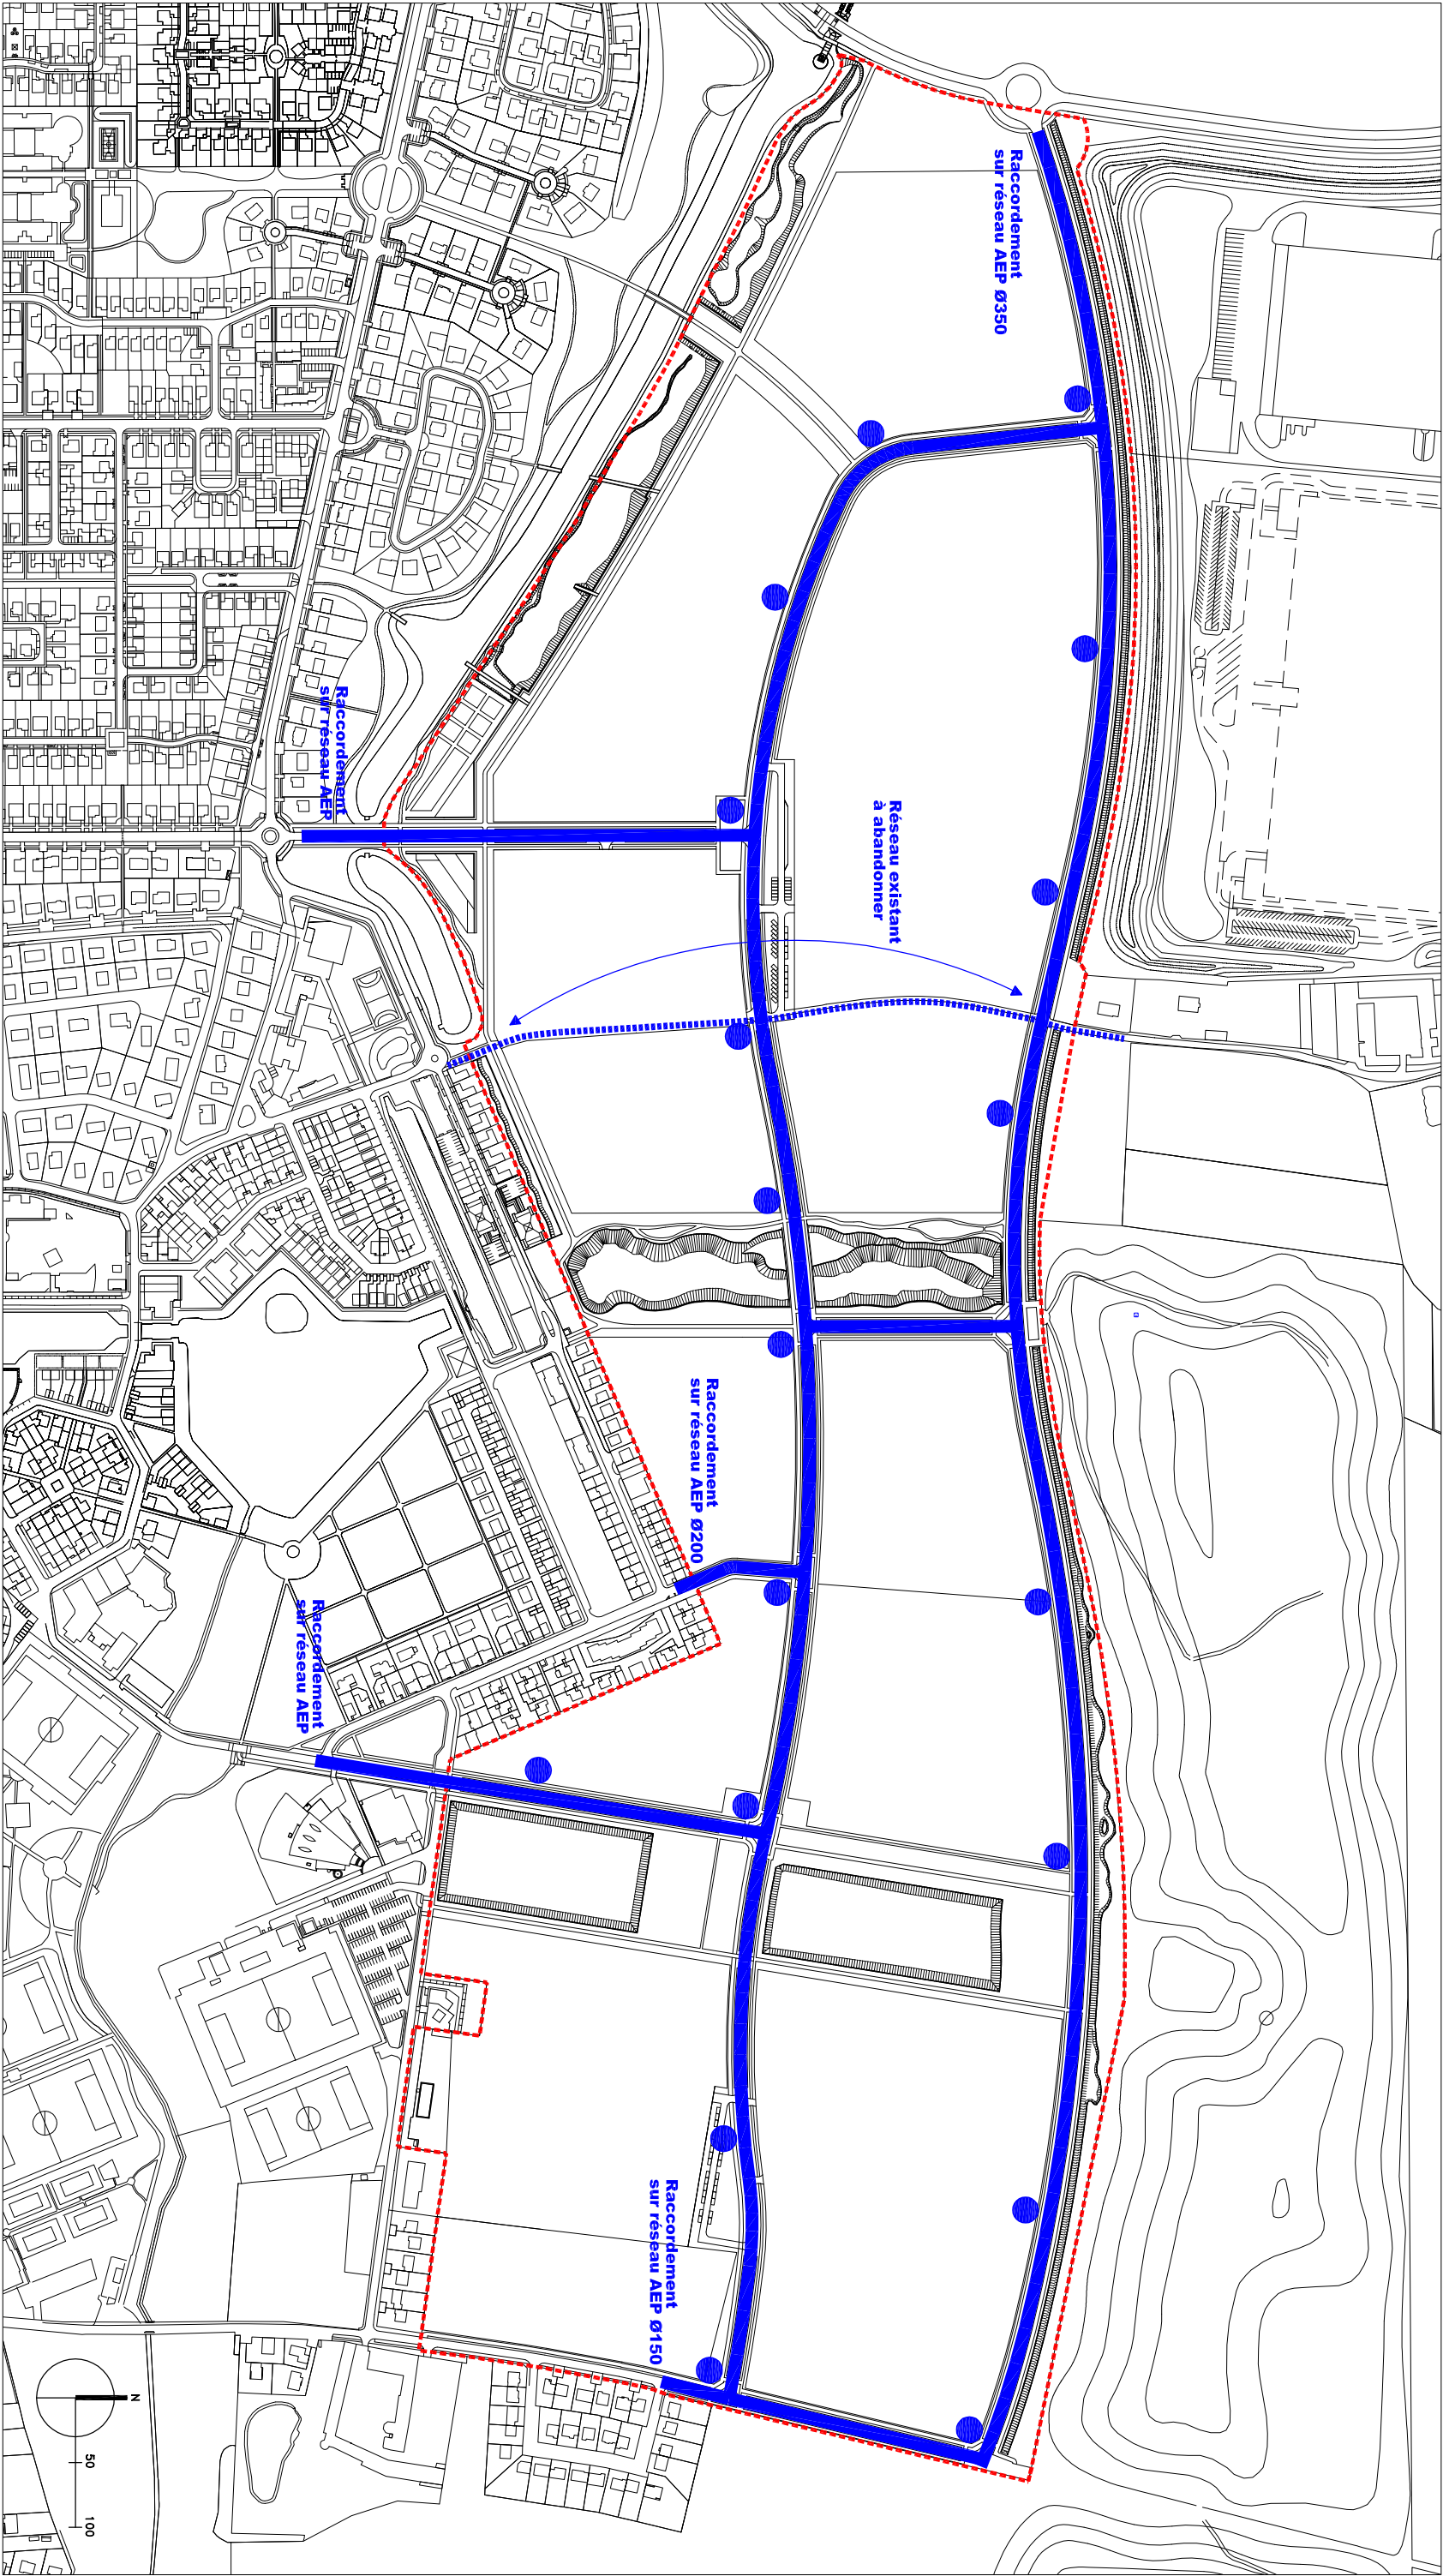 Raccordement
sur réseau AEP Ø350
Raccordement
sur réseau AEP
Réseau existant
à abandonner
Raccordement
sur réseau AEP Ø200
Raccordement
sur réseau AEP
Raccordement
sur réseau AEP Ø150
N
50
100